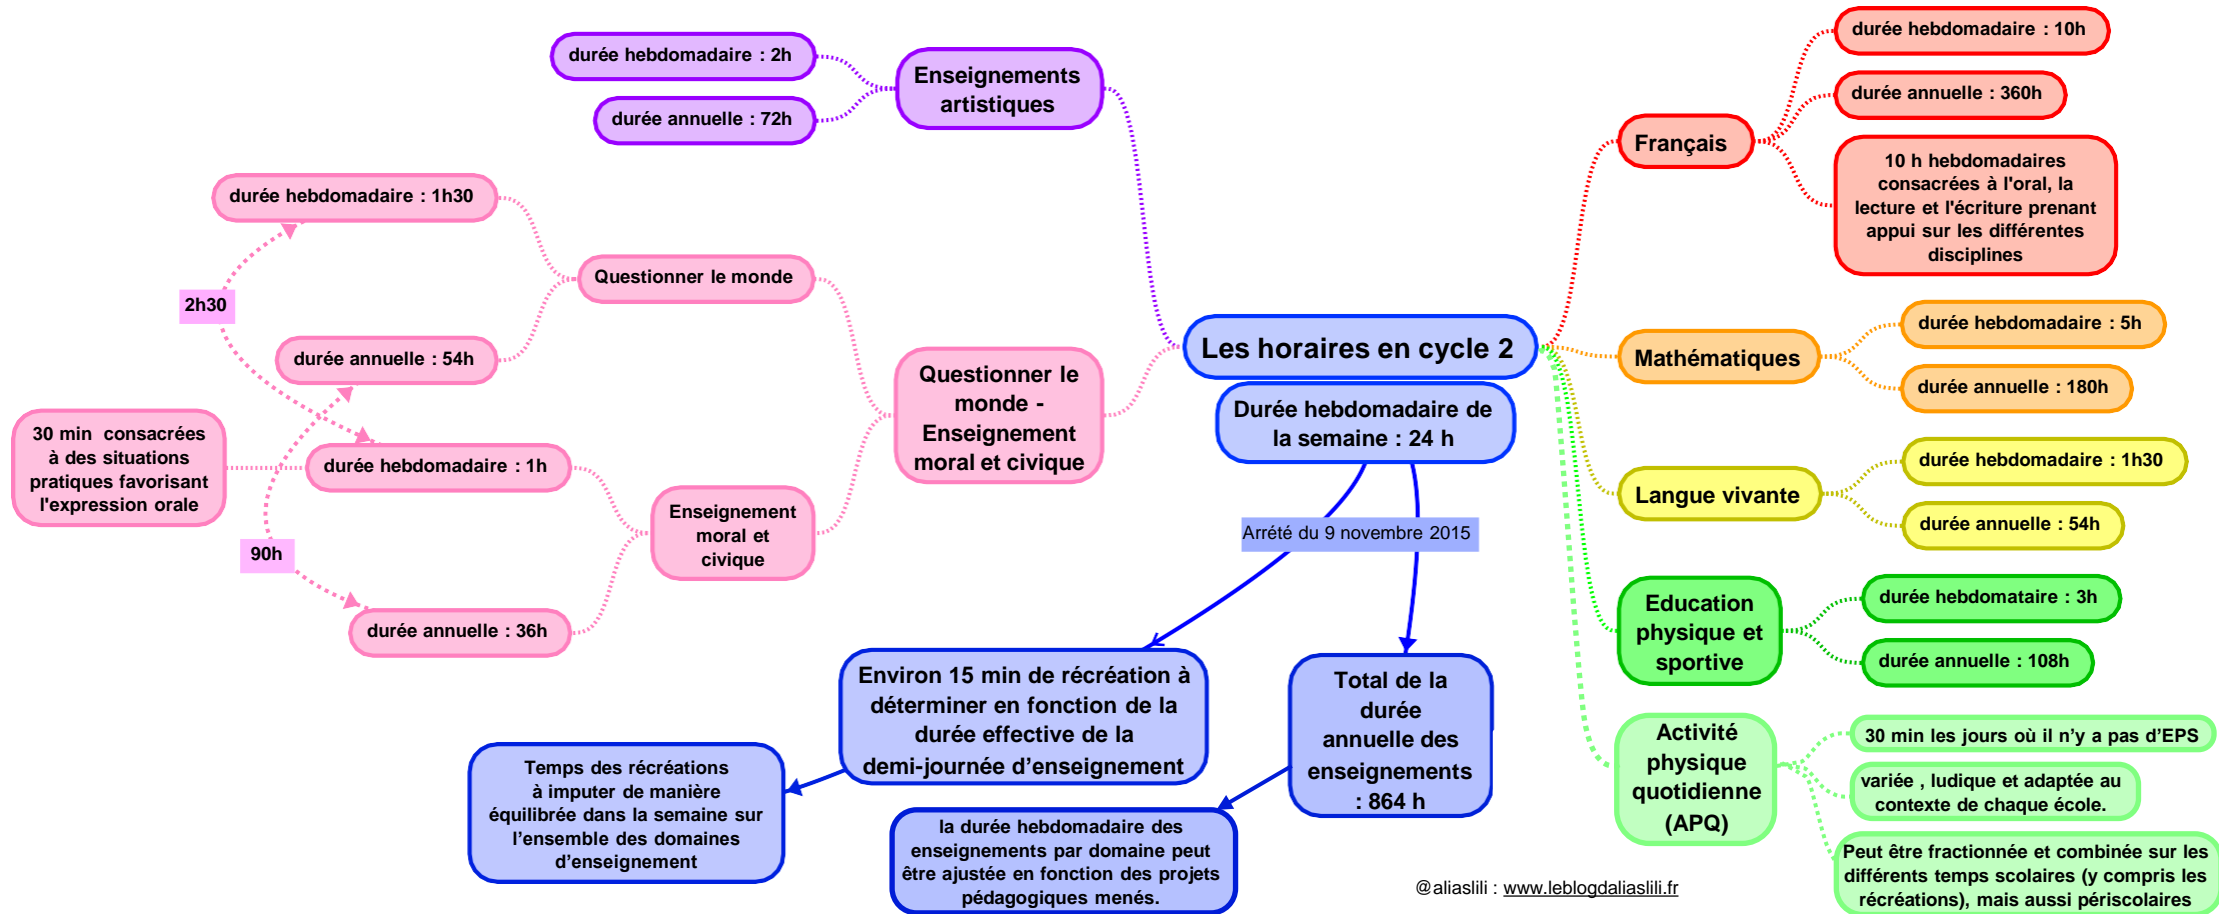 Les horaires en cycle 2
Durée hebdomadaire de
la semaine : 24 h
Arrété du 9 novembre 2015
Environ 15 min de récréation à
déterminer en fonction de la
durée effective de la
demi-journée d'enseignement
Temps des récréations
à imputer de manière
équilibrée dans la semaine sur
l'ensemble des domaines
d'enseignement
Total de la
durée
annuelle des
enseignements
: 864 h
la durée hebdomadaire des
enseignements par domaine peut
être ajustée en fonction des projets
pédagogiques menés.
Enseignements
artistiques
durée hebdomadaire : 2h
durée annuelle : 72h
Questionner le
monde -
Enseignement
moral et civique
Questionner le monde
durée hebdomadaire : 1h30
durée annuelle : 54h
2h30
Enseignement
moral et
civique
durée hebdomadaire : 1h
30 min  consacrées
à des situations
pratiques favorisant
l'expression orale
90h
durée annuelle : 36h
Français
durée hebdomadaire : 10h
durée annuelle : 360h
10 h hebdomadaires
consacrées à l'oral, la
lecture et l'écriture prenant
appui sur les différentes
disciplines
Mathématiques
durée hebdomadaire : 5h
durée annuelle : 180h
Langue vivante
durée hebdomadaire : 1h30
durée annuelle : 54h
Education
physique et
sportive
durée hebdomataire : 3h
durée annuelle : 108h
Activité
physique
quotidienne
(APQ)
30 min les jours où il n'y a pas d'EPS
variée , ludique et adaptée au
contexte de chaque école.
Peut être fractionnée et combinée sur les
différents temps scolaires (y compris les
récréations), mais aussi périscolaires
@aliaslili : www.leblogdaliaslili.fr